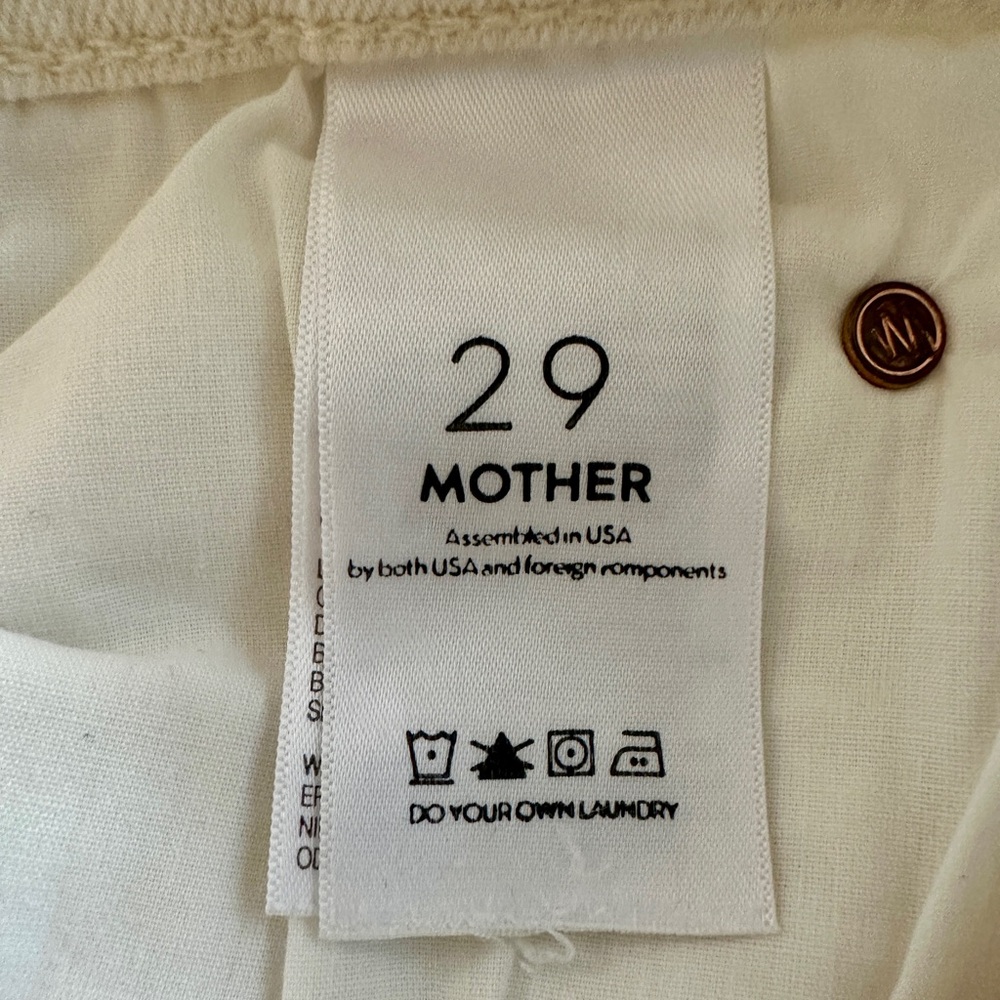 29
MOTHER
Assembled in USA
by both USA and foreign components
DO YOUR OWN LAUNDRY